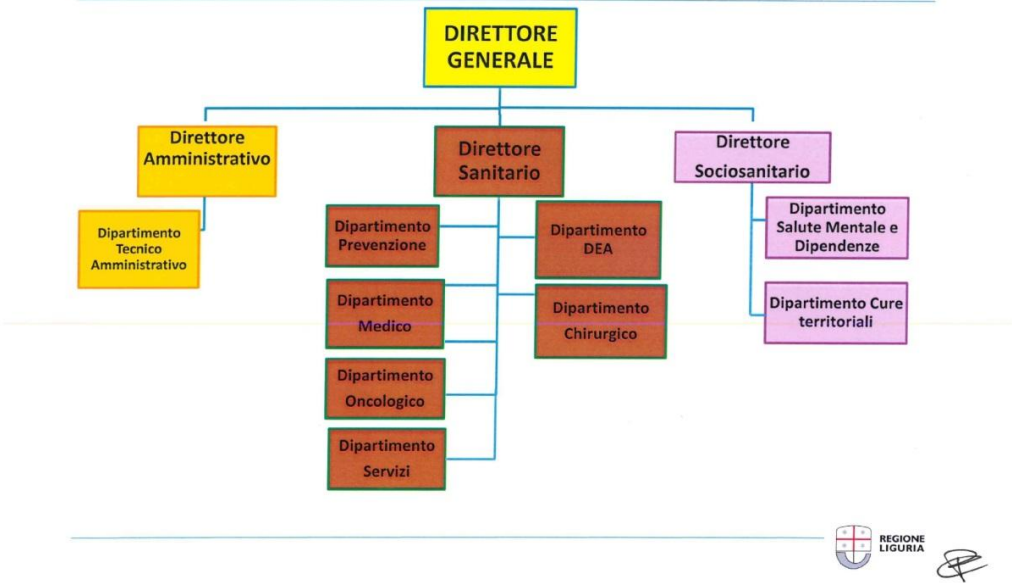 DIRETTORE
GENERALE
Direttore
Amministrativo
Direttore
Sanitario
Direttore
Sociosanitario
Dipartimento
Tecnico
Amministrativo
Dipartimento
Prevenzione
Dipartimento
DEA
Dipartimento
Salute Mentale e
Dipendenze
Dipartimento
Medico
Dipartimento
Chirurgico
Dipartimento Cure
territoriali
Dipartimento
Oncologico
Dipartimento
Servizi
REGIONE
LIGURIA